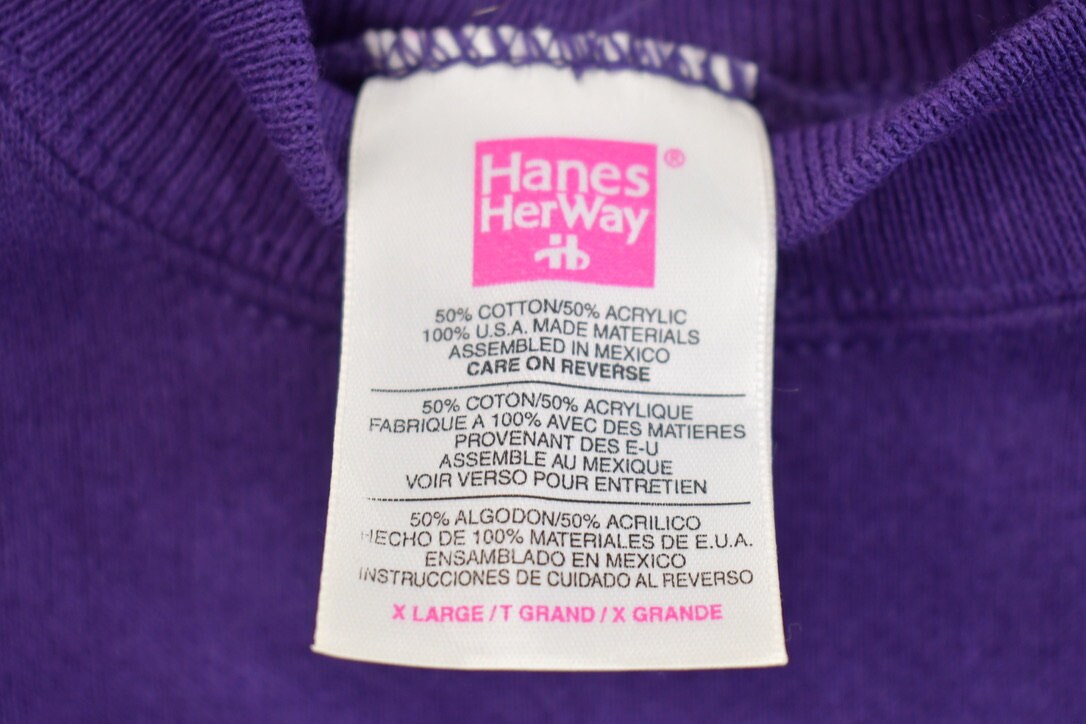 Hanes
HerWay
®
50% COTTON/50% ACRYLIC
100% U.S.A. MADE MATERIALS
ASSEMBLED IN MEXICO
CARE ON REVERSE
50% COTON/50% ACRYLIQUE
FABRIQUE A 100% AVEC DES MATIERES
PROVENANT DES E-U
ASSEMBLE AU MEXIQUE
VOIR VERSO POUR ENTRETIEN
50% ALGODON/50% ACRILICO
HECHO DE 100% MATERIALES DE E.U.A.
ENSAMBLADO EN MEXICO
INSTRUCCIONES DE CUIDADO AL REVERSO
X LARGE / T GRAND / X GRANDE